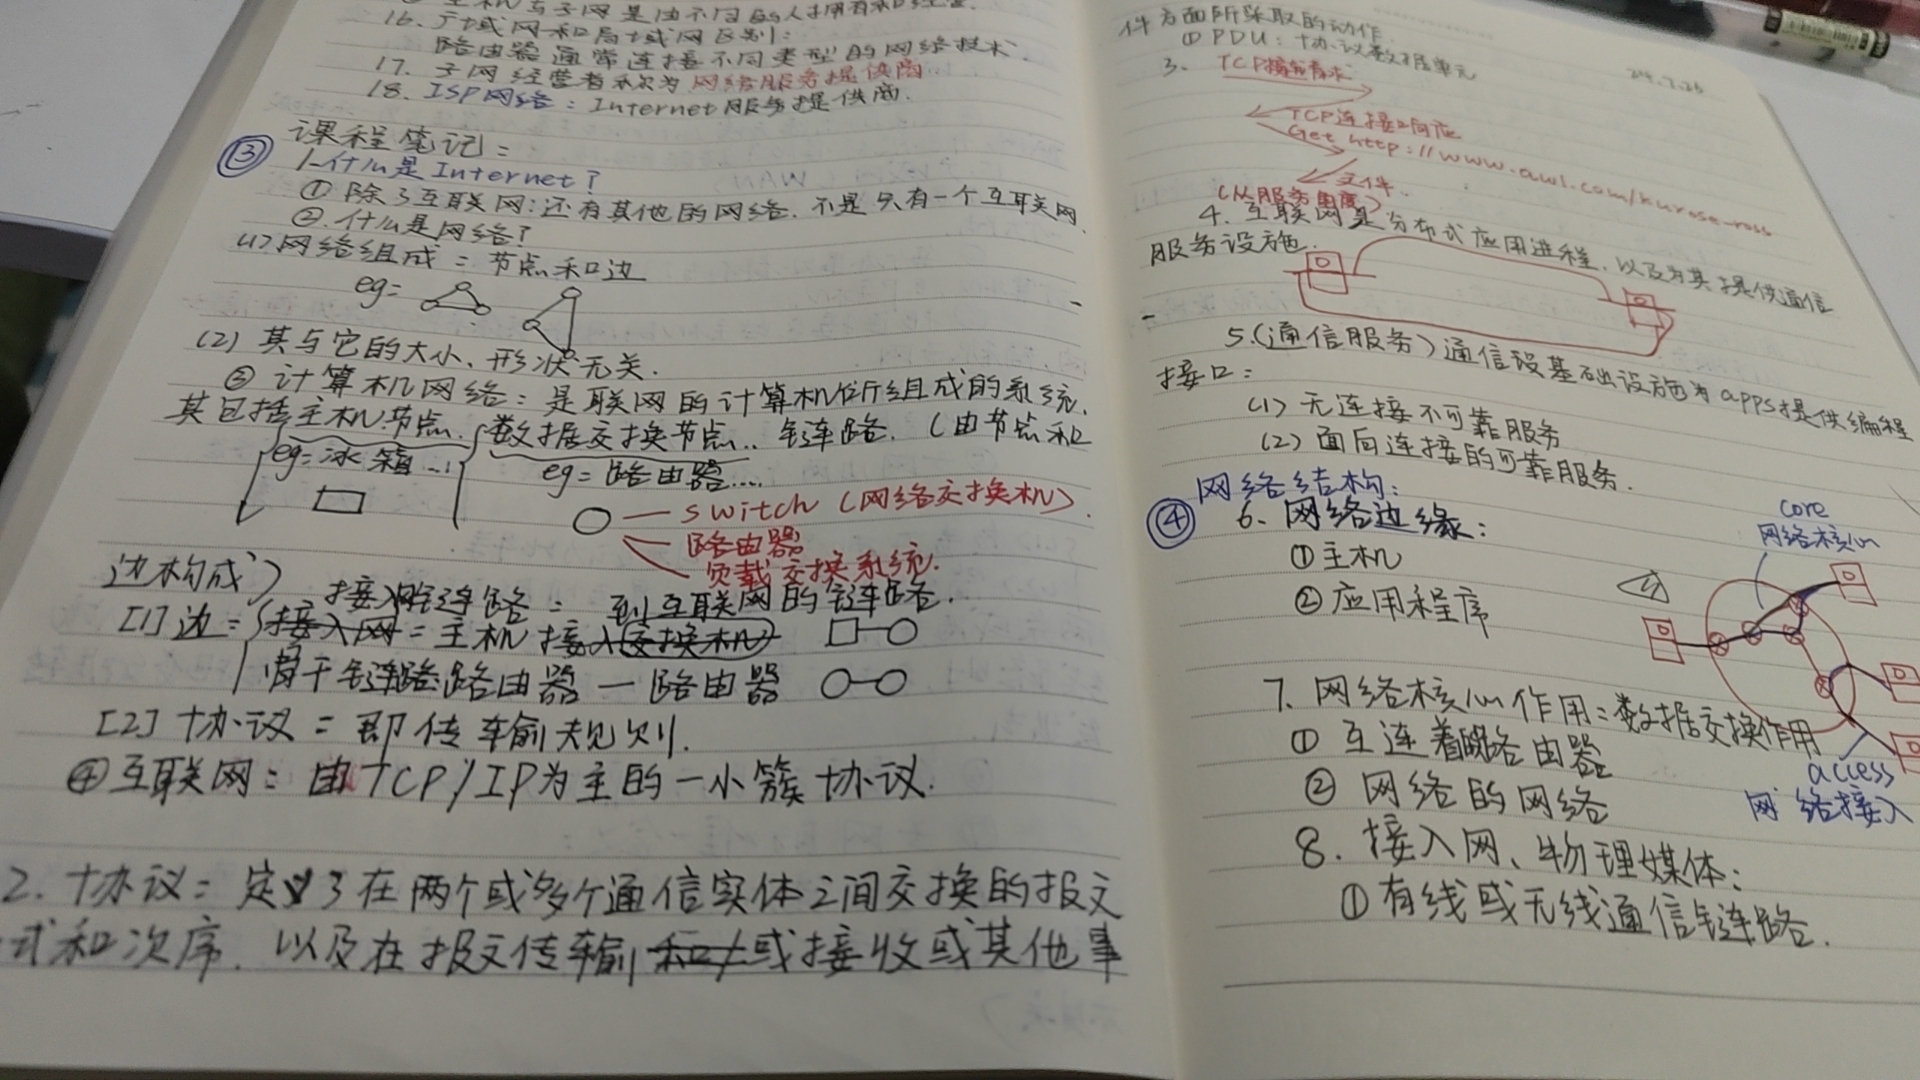 16. 广域网和局域网区别:
路由器通常连接不同类型的网络技术.
17. 子网经营者称为网络服务提供商
18. ISP网络: Internet服务提供商.
③ 课程笔记:
1.什么是Internet?
① 除了互联网:还有其他的网络. 不是只有一个互联网.
②.什么是网络?
(1)网络组成=节点和边
eg=
(2) 其与它的大小、形状无关.
③ 计算机网络: 是联网的计算机所组成的系统.
其包括主机节点. 数据交换节点.. 链路. (由节点和
eg=冰箱... eg=路由器....
switch (网络交换机).
路由器
负载交换系统.
边构成)
接入链路= 到互联网的链路.
[1]边= 接入网=主机接入(交换机)
骨干链路路由器—路由器
[2] 协议=即传输规则.
④互联网: 由TCP/IP为主的一小簇协议.
2. 协议: 定义了在两个或多个通信实体之间交换的报文
式和次序. 以及在报文传输和/或接收或其他事
件方面所采取的动作.
① PDU: 协议数据单元
24.7.25
3. TCP
TCP连接响应
Get http://www.awl.com/kurose-ross
文件.
(从服务角度)
4. 互联网是分布式应用进程. 以及为其提供通信
服务设施.
5.(通信服务)通信设基础设施为apps提供编程
接口:
(1) 无连接不可靠服务
(2) 面向连接的可靠服务.
④ 网络结构:
6. 网络边缘:
① 主机
② 应用程序
core
网络核心
7. 网络核心作用: 数据交换作用
① 互连着路由器
② 网络的网络
access
网络接入
8. 接入网、物理媒体:
① 有线或无线通信链路.